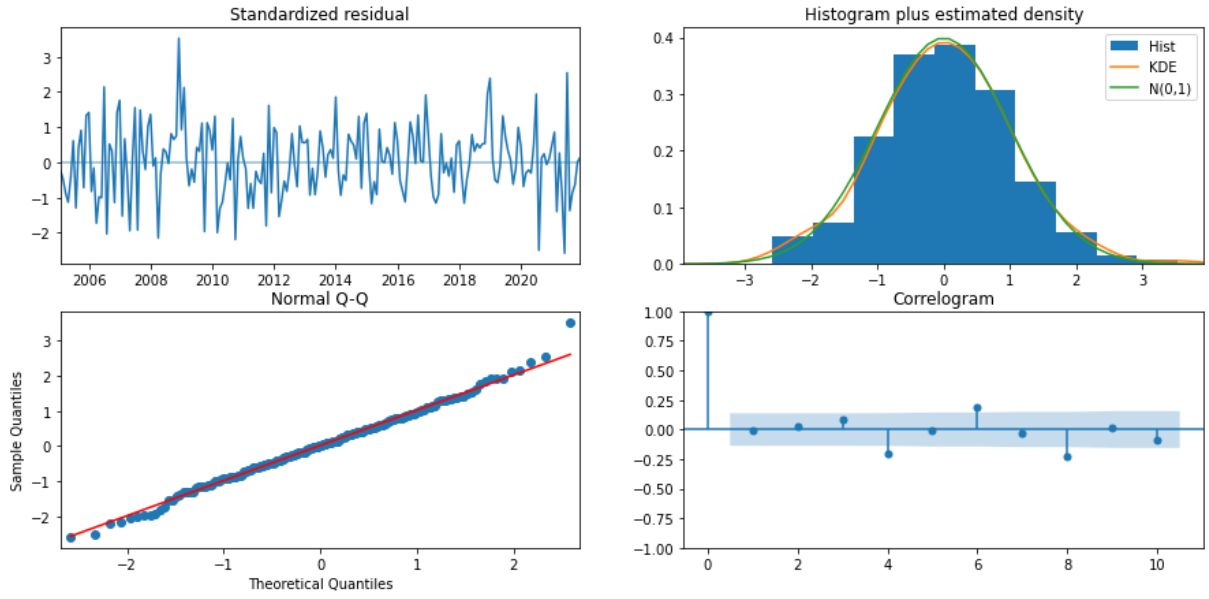 Standardized residual
3
2
1
0
−1
−2
2006 2008 2010 2012 2014 2016 2018 2020
Histogram plus estimated density
Hist
KDE
N(0,1)
0.4
0.3
0.2
0.1
0.0
−3 −2 −1 0 1 2 3
Normal Q-Q
Sample Quantiles
3
2
1
0
−1
−2
−2 −1 0 1 2
Theoretical Quantiles
Correlogram
1.00
0.75
0.50
0.25
0.00
−0.25
−0.50
−0.75
−1.00
0 2 4 6 8 10